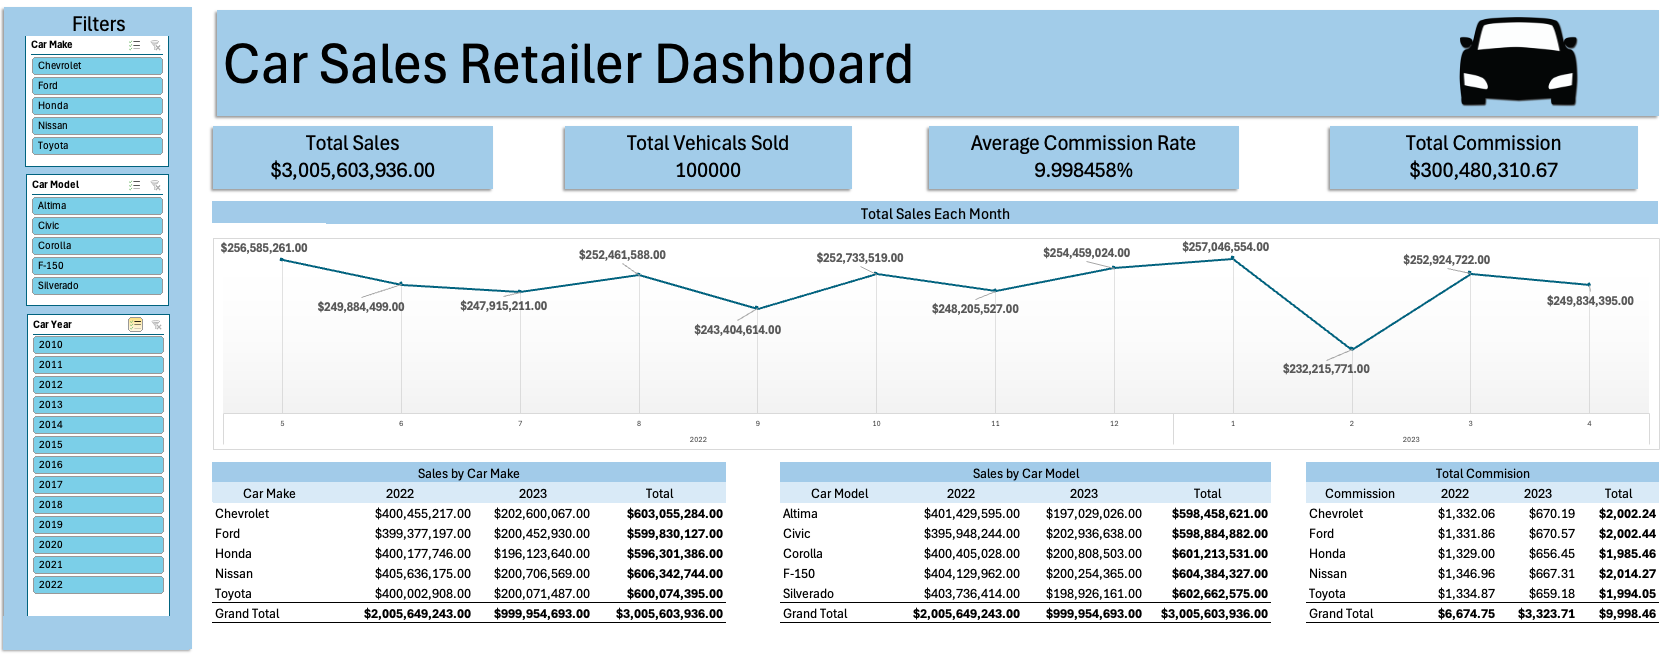 Filters
Car Make
Chevrolet
Ford
Honda
Nissan
Toyota
Car Model
Altima
Civic
Corolla
F-150
Silverado
Car Year
2010
2011
2012
2013
2014
2015
2016
2017
2018
2019
2020
2021
2022
Car Sales Retailer Dashboard
Total Sales
$3,005,603,936.00
Total Vehicals Sold
100000
Average Commission Rate
9.998458%
Total Commission
$300,480,310.67
Total Sales Each Month
$256,585,261.00
$249,884,499.00
$247,915,211.00
$252,461,588.00
$243,404,614.00
$252,733,519.00
$248,205,527.00
$254,459,024.00
$257,046,554.00
$232,215,771.00
$252,924,722.00
$249,834,395.00
5 6 7 8 9 10 11 12 1 2 3 4
2022 2023
Sales by Car Make
Car Make 2022 2023 Total
Chevrolet $400,455,217.00 $202,600,067.00 $603,055,284.00
Ford $399,377,197.00 $200,452,930.00 $599,830,127.00
Honda $400,177,746.00 $196,123,640.00 $596,301,386.00
Nissan $405,636,175.00 $200,706,569.00 $606,342,744.00
Toyota $400,002,908.00 $200,071,487.00 $600,074,395.00
Grand Total $2,005,649,243.00 $999,954,693.00 $3,005,603,936.00
Sales by Car Model
Car Model 2022 2023 Total
Altima $401,429,595.00 $197,029,026.00 $598,458,621.00
Civic $395,948,244.00 $202,936,638.00 $598,884,882.00
Corolla $400,405,028.00 $200,808,503.00 $601,213,531.00
F-150 $404,129,962.00 $200,254,365.00 $604,384,327.00
Silverado $403,736,414.00 $198,926,161.00 $602,662,575.00
Grand Total $2,005,649,243.00 $999,954,693.00 $3,005,603,936.00
Total Commision
Commission 2022 2023 Total
Chevrolet $1,332.06 $670.19 $2,002.24
Ford $1,331.86 $670.57 $2,002.44
Honda $1,329.00 $656.45 $1,985.46
Nissan $1,346.96 $667.31 $2,014.27
Toyota $1,334.87 $659.18 $1,994.05
Grand Total $6,674.75 $3,323.71 $9,998.46